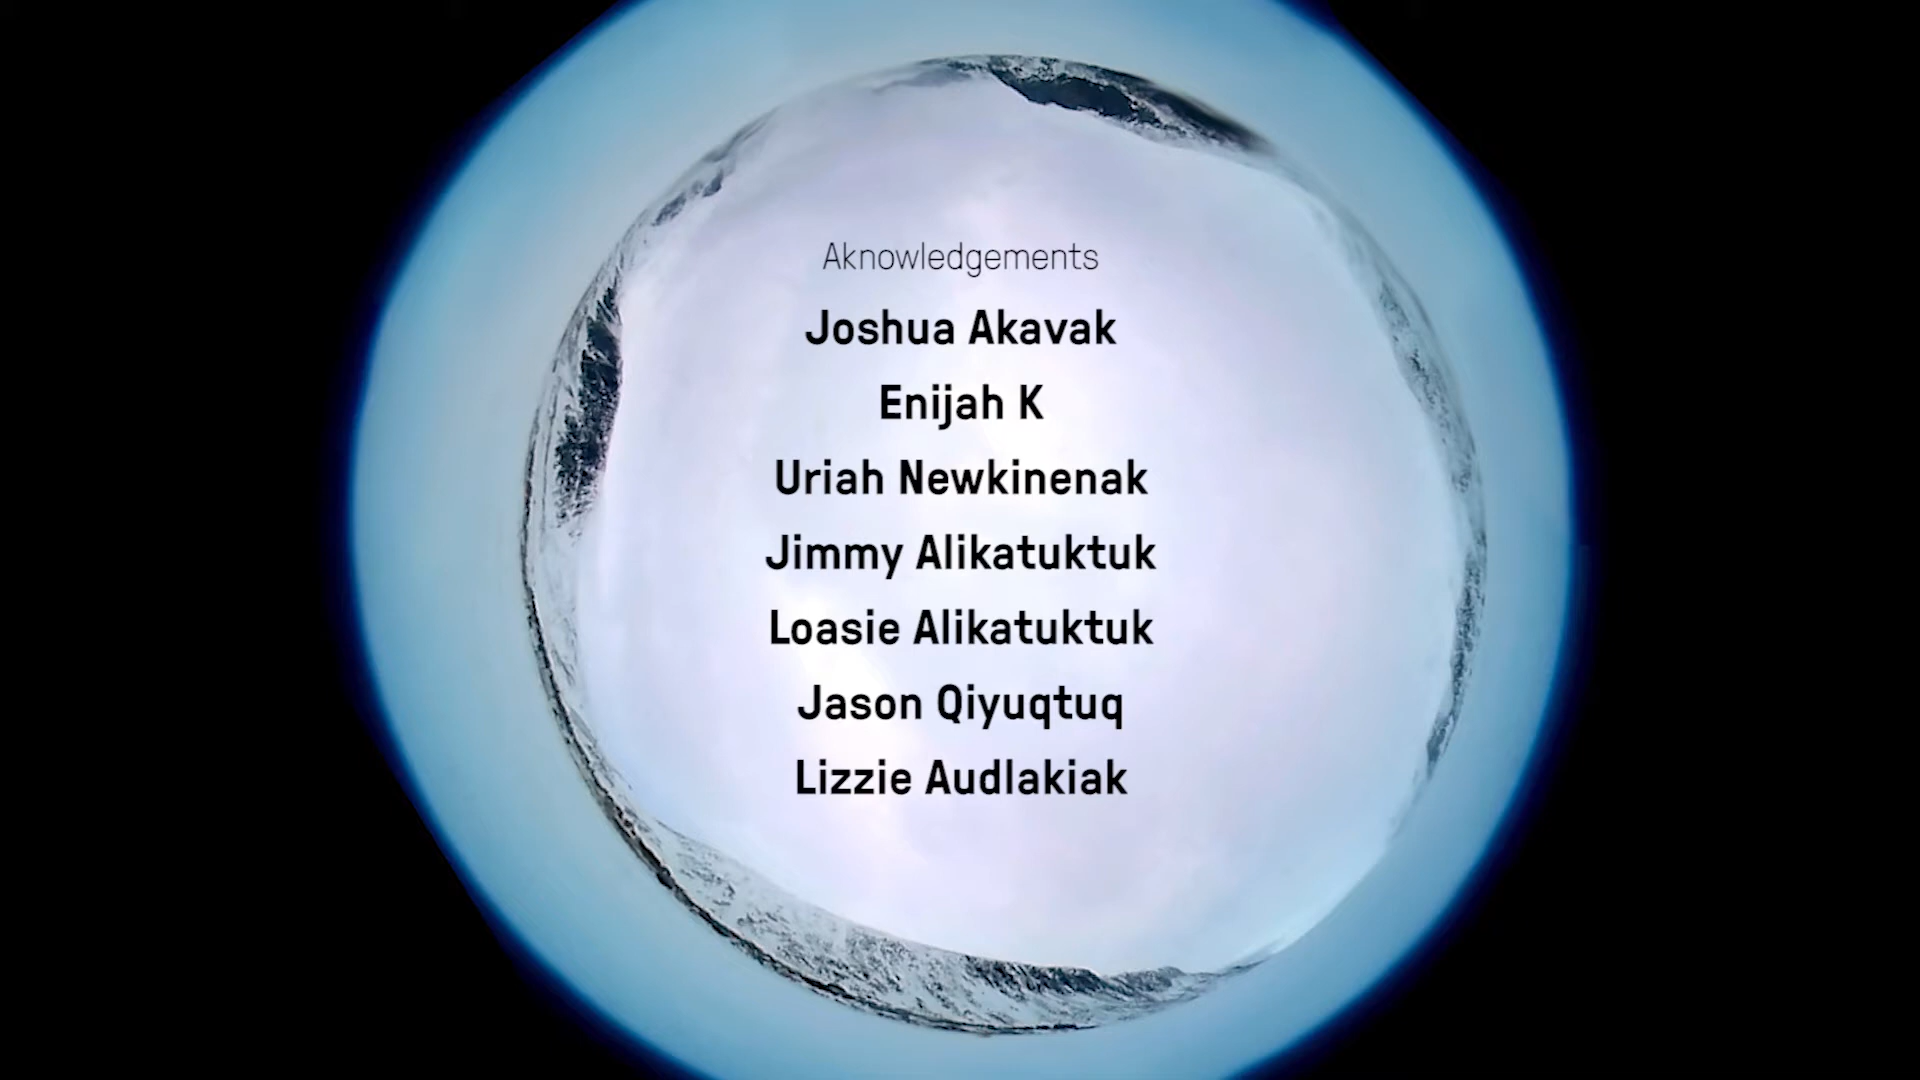 Aknowledgements
Joshua Akavak
Enijah K
Uriah Newkinenak
Jimmy Alikatuktuk
Loasie Alikatuktuk
Jason Qiyuqtuq
Lizzie Audlakiak